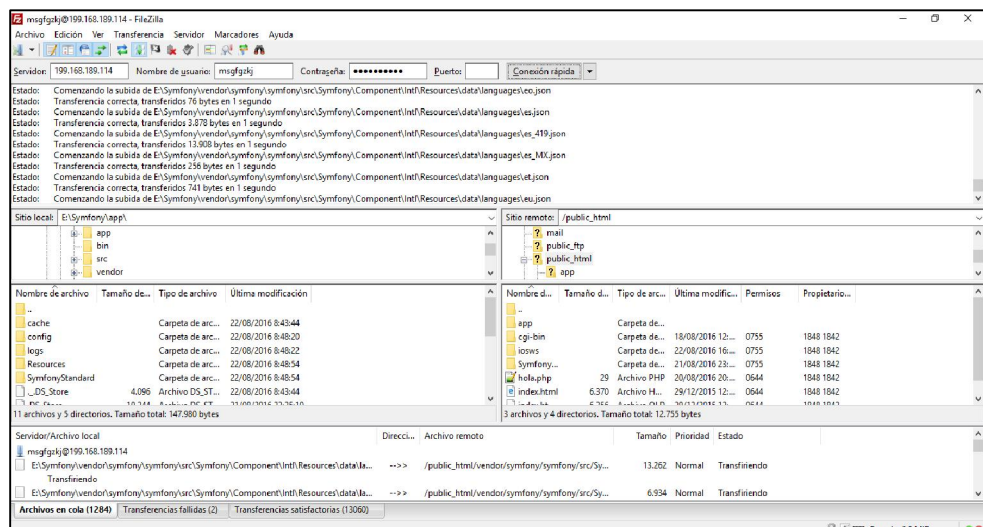 msgfgzkj@199.168.189.114 - FileZilla
Archivo Edición Ver Transferencia Servidor Marcadores Ayuda
Servidor: 199.168.189.114 Nombre de usuario: msgfgzkj Contraseña: ●●●●●●●●●● Puerto: Conexión rápida
Estado: Comenzando la subida de E:\Symfony\vendor\symfony\symfony\src\Symfony\Component\Intl\Resources\data\languages\eo.json
Estado: Transferencia correcta, transferidos 76 bytes en 1 segundo
Estado: Comenzando la subida de E:\Symfony\vendor\symfony\symfony\src\Symfony\Component\Intl\Resources\data\languages\es.json
Estado: Transferencia correcta, transferidos 3.878 bytes en 1 segundo
Estado: Comenzando la subida de E:\Symfony\vendor\symfony\symfony\src\Symfony\Component\Intl\Resources\data\languages\es_419.json
Estado: Transferencia correcta, transferidos 13.908 bytes en 1 segundo
Estado: Comenzando la subida de E:\Symfony\vendor\symfony\symfony\src\Symfony\Component\Intl\Resources\data\languages\es_MX.json
Estado: Transferencia correcta, transferidos 256 bytes en 1 segundo
Estado: Comenzando la subida de E:\Symfony\vendor\symfony\symfony\src\Symfony\Component\Intl\Resources\data\languages\et.json
Estado: Transferencia correcta, transferidos 741 bytes en 1 segundo
Estado: Comenzando la subida de E:\Symfony\vendor\symfony\symfony\src\Symfony\Component\Intl\Resources\data\languages\eu.json
Sitio local: E:\Symfony\app\
app
bin
src
vendor
Sitio remoto: /public_html
mail
public_ftp
public_html
app
Nombre de archivo Tamaño de... Tipo de archivo Última modificación
..
cache Carpeta de arc... 22/08/2016 8:43:44
config Carpeta de arc... 22/08/2016 8:48:20
logs Carpeta de arc... 22/08/2016 8:48:22
Resources Carpeta de arc... 22/08/2016 8:48:54
SymfonyStandard Carpeta de arc... 22/08/2016 8:48:54
._.DS_Store 4.096 Archivo DS_ST... 22/08/2016 8:43:44
11 archivos y 5 directorios. Tamaño total: 147.980 bytes
Nombre d... Tamaño d... Tipo de arc... Última modific... Permisos Propietario...
..
app Carpeta de...
cgi-bin Carpeta de... 18/08/2016 12:... 0755 1848 1842
iosws Carpeta de... 22/08/2016 16:... 0755 1848 1842
Symfony... Carpeta de... 21/08/2016 23:... 0755 1848 1842
hola.php 29 Archivo PHP 20/08/2016 20:... 0644 1848 1842
index.html 6.370 Archivo H... 29/12/2015 12:... 0644 1848 1842
3 archivos y 4 directorios. Tamaño total: 12.755 bytes
Servidor/Archivo local Direcci... Archivo remoto Tamaño Prioridad Estado
msgfgzkj@199.168.189.114
E:\Symfony\vendor\symfony\symfony\src\Symfony\Component\Intl\Resources\data\la... -->> /public_html/vendor/symfony/symfony/src/Sy... 13.262 Normal Transfiriendo
Transfiriendo
E:\Symfony\vendor\symfony\symfony\src\Symfony\Component\Intl\Resources\data\la... -->> /public_html/vendor/symfony/symfony/src/Sy... 6.934 Normal Transfiriendo
Archivos en cola (1284) Transferencias fallidas (2) Transferencias satisfactorias (13060)